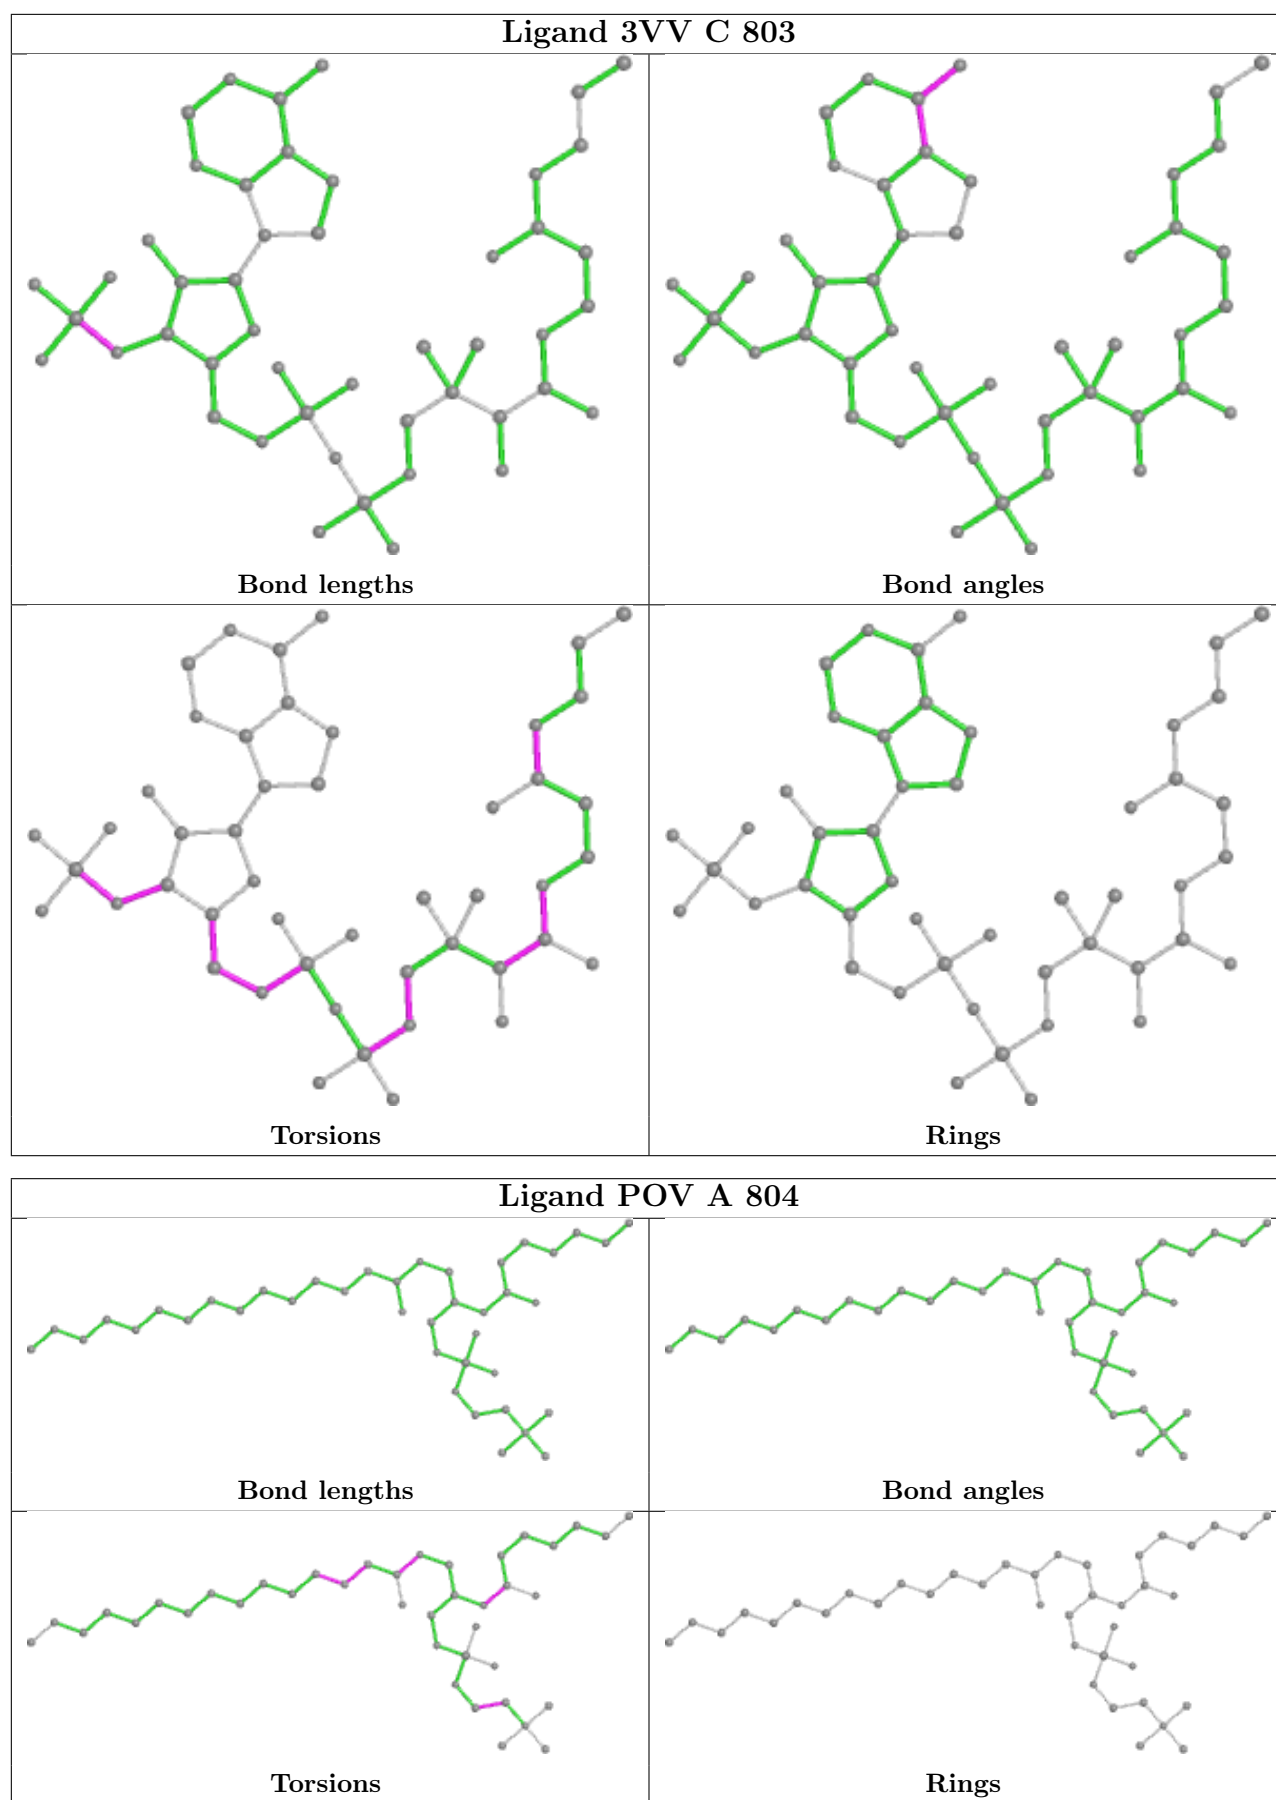 Ligand 3VV C 803
Bond lengths
Bond angles
Torsions
Rings
Ligand POV A 804
Bond lengths
Bond angles
Torsions
Rings